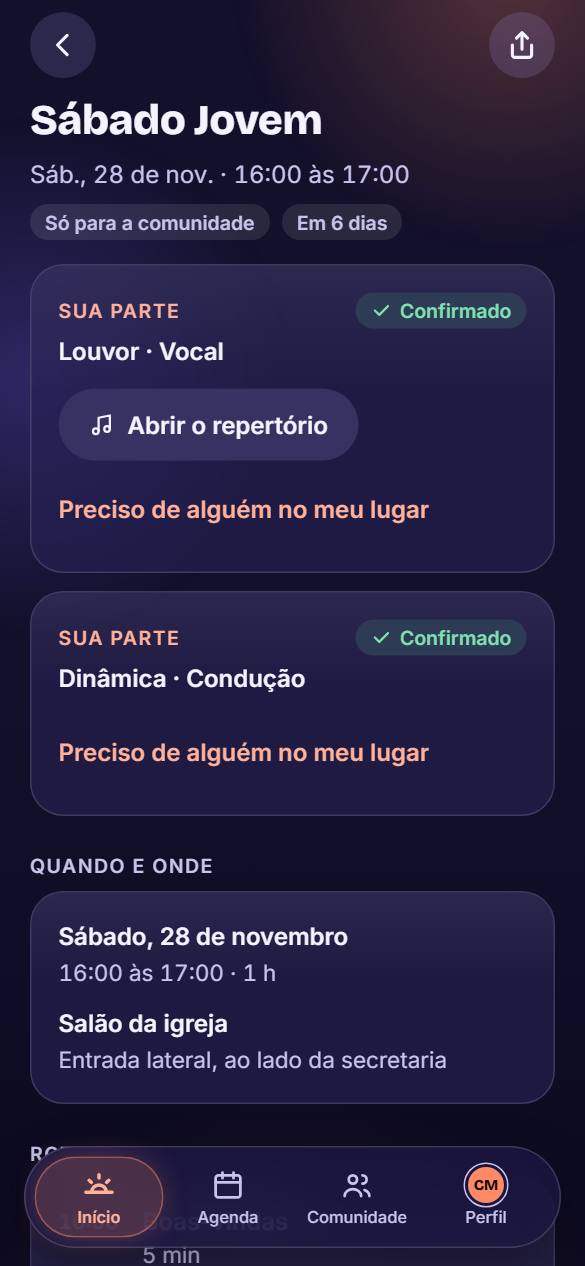 Sábado Jovem
Sáb., 28 de nov. · 16:00 às 17:00
Só para a comunidade
Em 6 dias
SUA PARTE
Confirmado
Louvor · Vocal
Abrir o repertório
Preciso de alguém no meu lugar
SUA PARTE
Confirmado
Dinâmica · Condução
Preciso de alguém no meu lugar
QUANDO E ONDE
Sábado, 28 de novembro
16:00 às 17:00 · 1 h
Salão da igreja
Entrada lateral, ao lado da secretaria
CM
Início
Agenda
Comunidade
Perfil
5 min